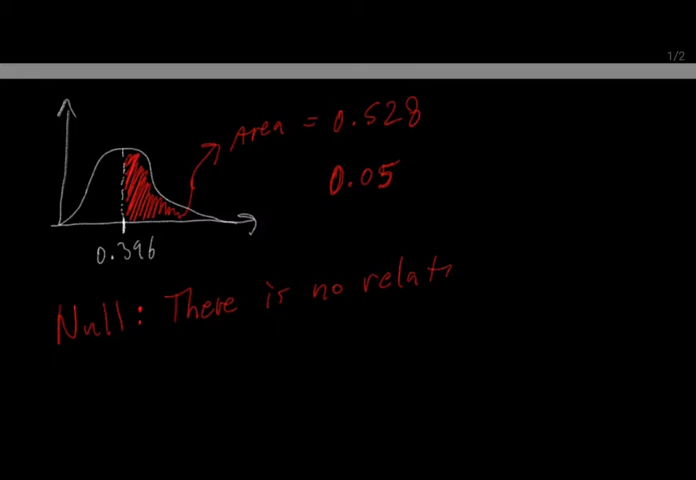 1/2
Area = 0.528
0.05
0.396
Null: There is no relat